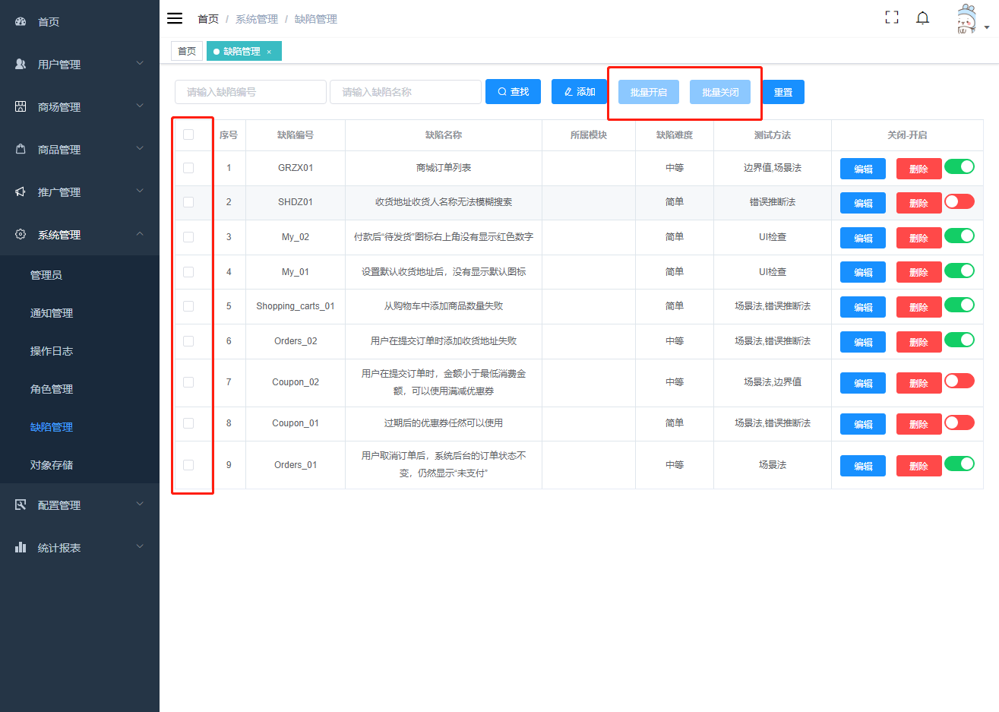 首页
用户管理
商场管理
商品管理
推广管理
系统管理
管理员
通知管理
操作日志
角色管理
缺陷管理
对象存储
配置管理
统计报表
首页 / 系统管理 / 缺陷管理
首页 缺陷管理 ×
请输入缺陷编号 请输入缺陷名称 查找 添加 批量开启 批量关闭 重置
序号 缺陷编号 缺陷名称 所属模块 缺陷难度 测试方法 关闭-开启
1 GRZX01 商城订单列表 中等 边界值,场景法 编辑 删除
2 SHDZ01 收货地址收货人名称无法模糊搜索 简单 错误推断法 编辑 删除
3 My_02 付款后“待发货”图标右上角没有显示红色数字 简单 UI检查 编辑 删除
4 My_01 设置默认收货地址后，没有显示默认图标 简单 UI检查 编辑 删除
5 Shopping_carts_01 从购物车中添加商品数量失败 简单 场景法,错误推断法 编辑 删除
6 Orders_02 用户在提交订单时添加收货地址失败 中等 场景法,错误推断法 编辑 删除
7 Coupon_02 用户在提交订单时，金额小于最低消费金 中等 场景法,边界值 编辑 删除
额，可以使用满减优惠券
8 Coupon_01 过期后的优惠券任然可以使用 简单 场景法,错误推断法 编辑 删除
9 Orders_01 用户取消订单后，系统后台的订单状态不 中等 场景法 编辑 删除
变，仍然显示“未支付”